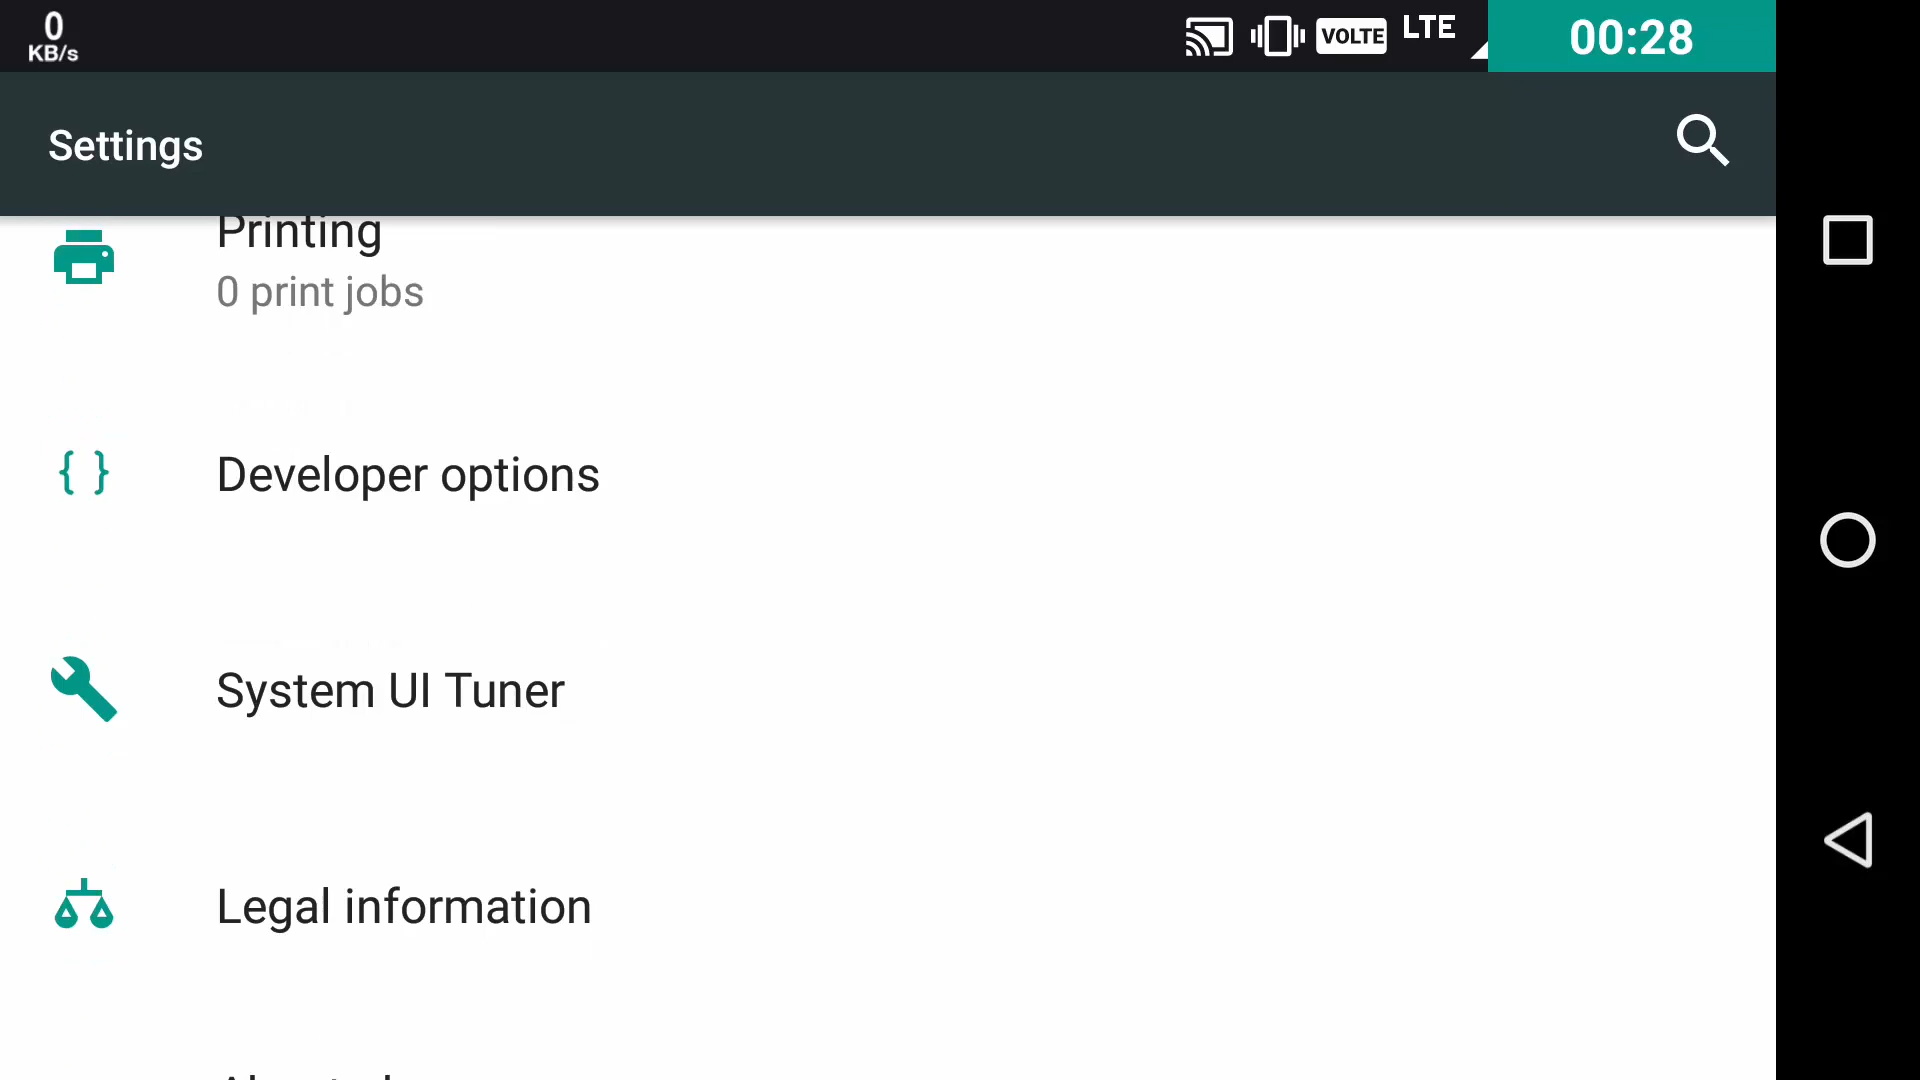 0
KB/s
VOLTE
LTE
00:28
Settings
Printing
0 print jobs
Developer options
System UI Tuner
Legal information